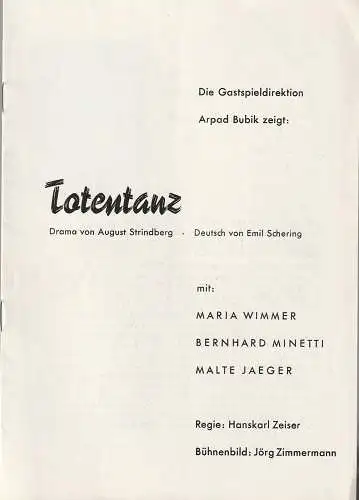 Die Gastspieldirektion
Arpad Bubik zeigt:
Totentanz
Drama von August Strindberg - Deutsch von Emil Schering
mit:
MARIA WIMMER
BERNHARD MINETTI
MALTE JAEGER
Regie: Hanskarl Zeiser
Bühnenbild: Jörg Zimmermann